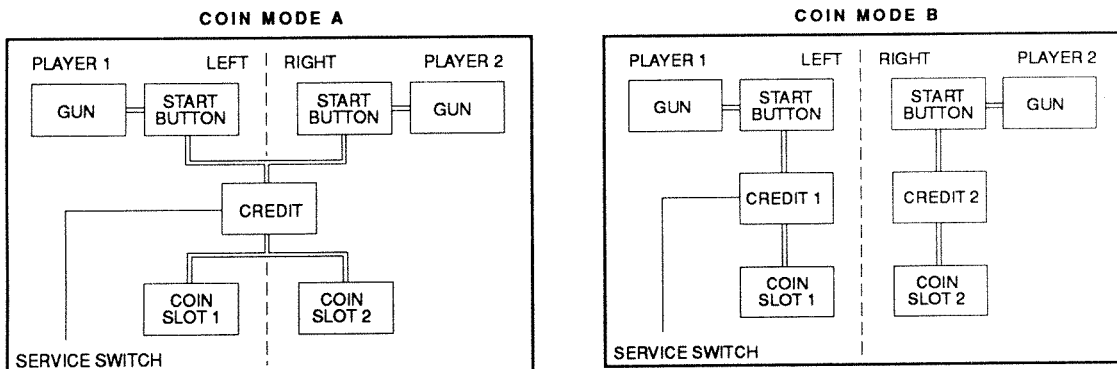 COIN MODE A
PLAYER 1 LEFT RIGHT PLAYER 2
GUN
START
BUTTON
START
BUTTON
GUN
CREDIT
COIN
SLOT 1
COIN
SLOT 2
SERVICE SWITCH
COIN MODE B
PLAYER 1 LEFT RIGHT PLAYER 2
GUN
START
BUTTON
START
BUTTON
GUN
CREDIT 1
CREDIT 2
COIN
SLOT 1
COIN
SLOT 2
SERVICE SWITCH